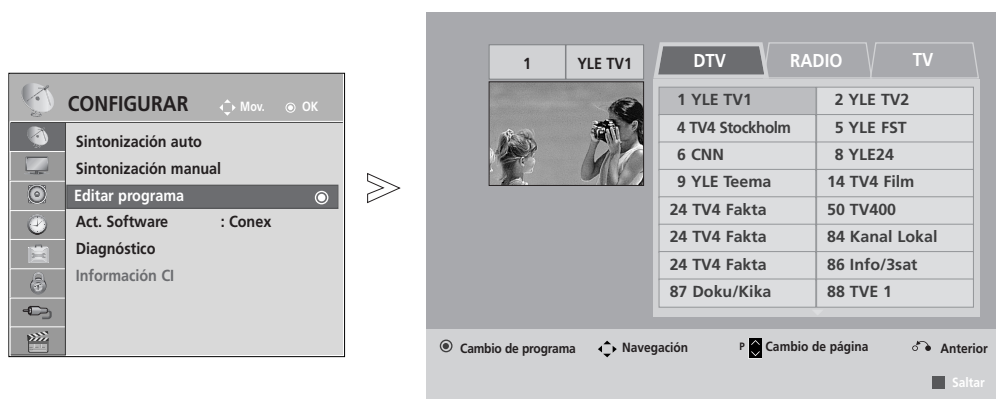 CONFIGURAR Mov. OK
Sintonización auto
Sintonización manual
Editar programa
Act. Software : Conex
Diagnóstico
Información CI
1 YLE TV1
DTV RADIO TV
1 YLE TV1 2 YLE TV2
4 TV4 Stockholm 5 YLE FST
6 CNN 8 YLE24
9 YLE Teema 14 TV4 Film
24 TV4 Fakta 50 TV400
24 TV4 Fakta 84 Kanal Lokal
24 TV4 Fakta 86 Info/3sat
87 Doku/Kika 88 TVE 1
Cambio de programa Navegación P Cambio de página Anterior
Saltar